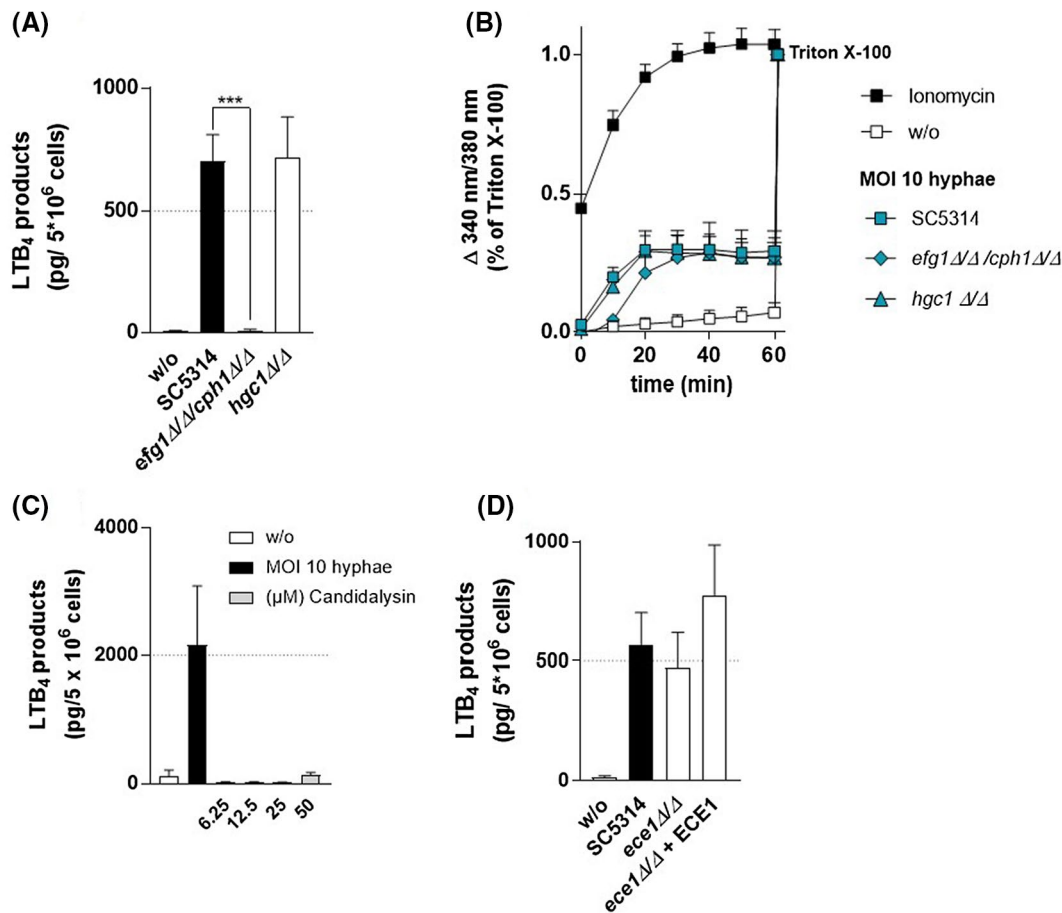 (A)
LTB4 products
(pg/ 5*10^6 cells)
1000
500
0
***
w/o
SC5314
efg1Δ/Δ/cph1Δ/Δ
hgc1Δ/Δ
(B)
Δ 340 nm/380 nm
(% of Triton X-100)
1.0
0.5
0.0
0 20 40 60
time (min)
Triton X-100
Ionomycin
w/o
MOI 10 hyphae
SC5314
efg1Δ/Δ /cph1Δ/Δ
hgc1 Δ/Δ
(C)
LTB4 products
(pg/5 x 10^6 cells)
4000
2000
0
w/o
MOI 10 hyphae
(µM) Candidalysin
6.25
12.5
25
50
(D)
LTB4 products
(pg/ 5*10^6 cells)
1000
500
0
w/o
SC5314
ece1Δ/Δ
ece1Δ/Δ + ECE1